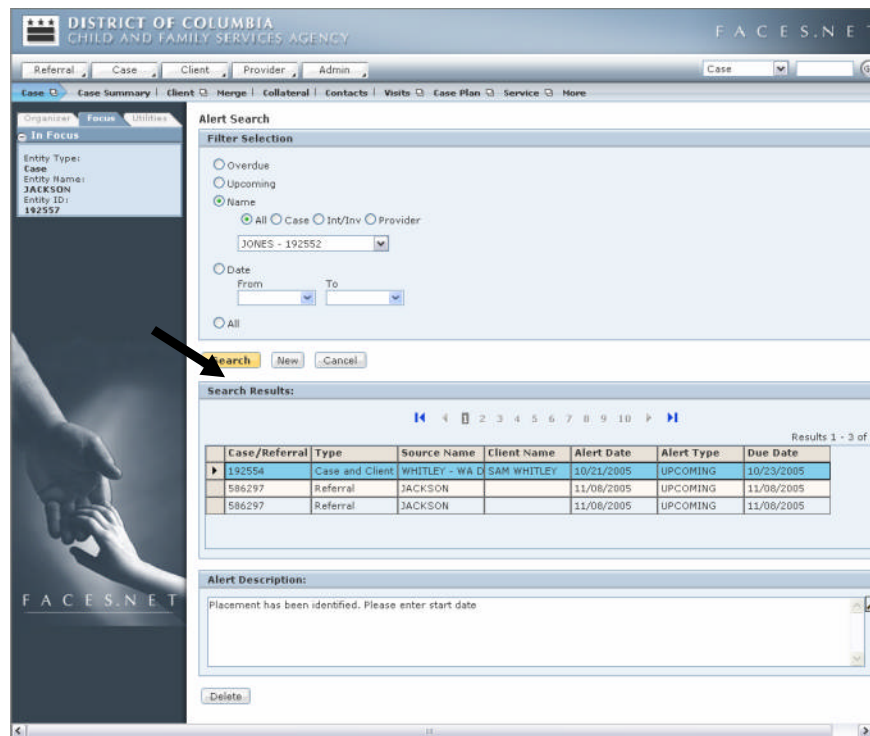 DISTRICT OF COLUMBIA
CHILD AND FAMILY SERVICES AGENCY
F A C E S.N E T
Referral Case Client Provider Admin Case
Case Case Summary | Client Merge | Collateral | Contacts | Visits Case Plan Service More
Organizer Focus Utilities
In Focus
Entity Type:
Case
Entity Name:
JACKSON
Entity ID:
192557
Alert Search
Filter Selection
Overdue
Upcoming
Name
All Case Int/Inv Provider
JONES - 192552
Date
From To
All
Search New Cancel
Search Results:
1 2 3 4 5 6 7 8 9 10
Results 1 - 3 of
Case/Referral Type Source Name Client Name Alert Date Alert Type Due Date
192554 Case and Client WHITLEY - WA D SAM WHITLEY 10/21/2005 UPCOMING 10/23/2005
586297 Referral JACKSON 11/08/2005 UPCOMING 11/08/2005
586297 Referral JACKSON 11/08/2005 UPCOMING 11/08/2005
Alert Description:
Placement has been identified. Please enter start date
F A C E S.N E T
Delete